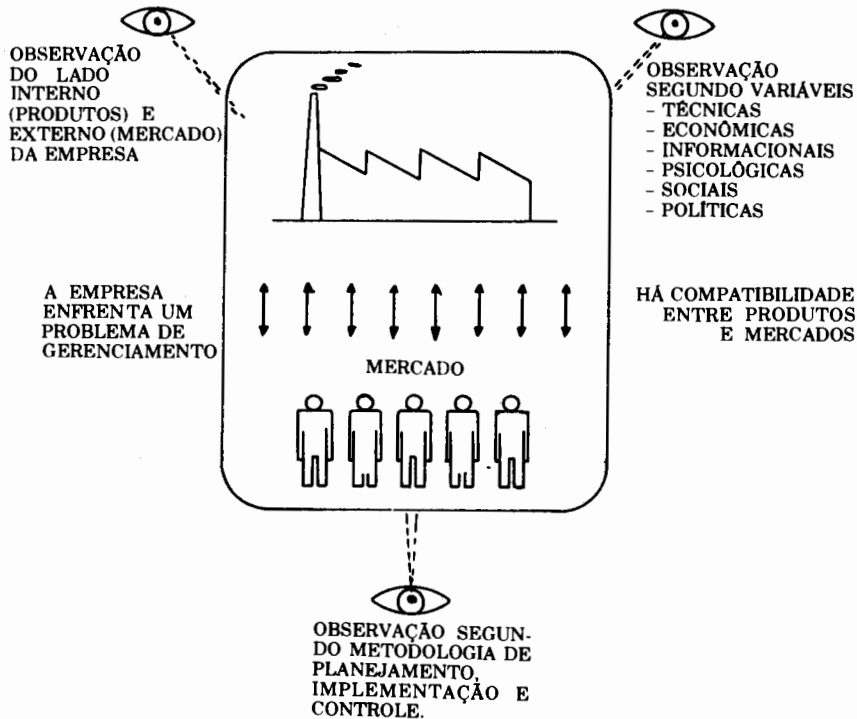 OBSERVAÇÃO
DO LADO
INTERNO
(PRODUTOS) E
EXTERNO (MERCADO)
DA EMPRESA
OBSERVAÇÃO
SEGUNDO VARIÁVEIS
- TÉCNICAS
- ECONÔMICAS
- INFORMACIONAIS
- PSICOLÓGICAS
- SOCIAIS
- POLÍTICAS
A EMPRESA
ENFRENTA UM
PROBLEMA DE
GERENCIAMENTO
HÁ COMPATIBILIDADE
ENTRE PRODUTOS
E MERCADOS
MERCADO
OBSERVAÇÃO SEGUN-
DO METODOLOGIA DE
PLANEJAMENTO,
IMPLEMENTAÇÃO E
CONTROLE.